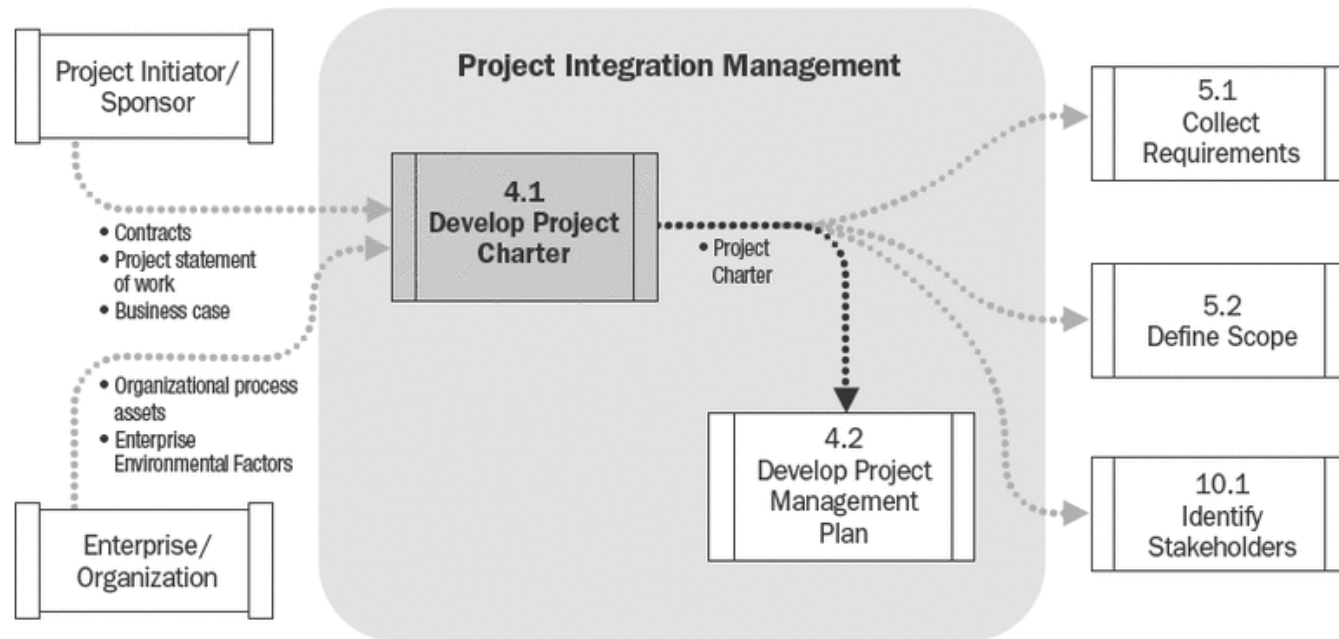 Project Integration Management
Project Initiator/
Sponsor
• Contracts
• Project statement
of work
• Business case
• Organizational process
assets
• Enterprise
Environmental Factors
Enterprise/
Organization
4.1
Develop Project
Charter
• Project
Charter
4.2
Develop Project
Management
Plan
5.1
Collect
Requirements
5.2
Define Scope
10.1
Identify
Stakeholders